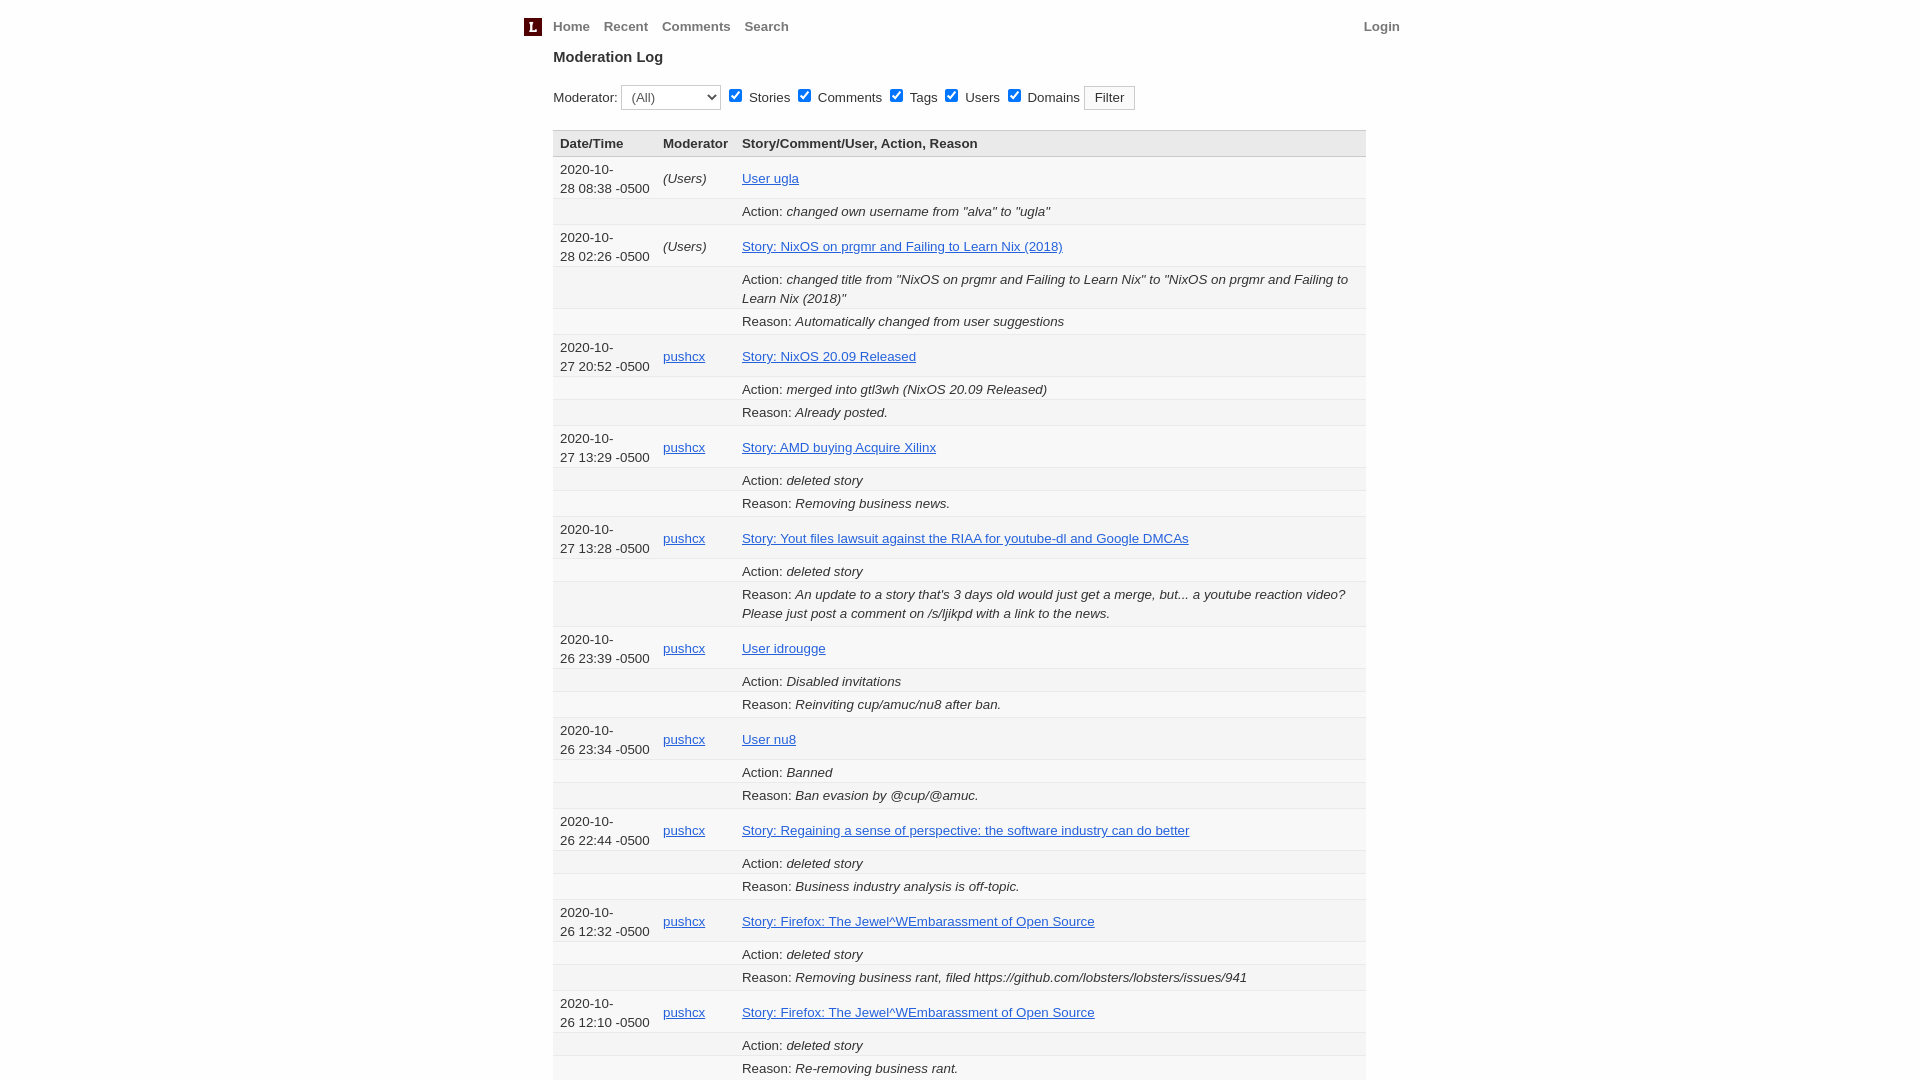 L Home Recent Comments Search Login
Moderation Log
Moderator: (All) Stories Comments Tags Users Domains Filter
Date/Time Moderator Story/Comment/User, Action, Reason
2020-10-
28 08:38 -0500 (Users) User ugla
Action: changed own username from "alva" to "ugla"
2020-10-
28 02:26 -0500 (Users) Story: NixOS on prgmr and Failing to Learn Nix (2018)
Action: changed title from "NixOS on prgmr and Failing to Learn Nix" to "NixOS on prgmr and Failing to
Learn Nix (2018)"
Reason: Automatically changed from user suggestions
2020-10-
27 20:52 -0500 pushcx Story: NixOS 20.09 Released
Action: merged into gtl3wh (NixOS 20.09 Released)
Reason: Already posted.
2020-10-
27 13:29 -0500 pushcx Story: AMD buying Acquire Xilinx
Action: deleted story
Reason: Removing business news.
2020-10-
27 13:28 -0500 pushcx Story: Yout files lawsuit against the RIAA for youtube-dl and Google DMCAs
Action: deleted story
Reason: An update to a story that's 3 days old would just get a merge, but... a youtube reaction video?
Please just post a comment on /s/ljikpd with a link to the news.
2020-10-
26 23:39 -0500 pushcx User idrougge
Action: Disabled invitations
Reason: Reinviting cup/amuc/nu8 after ban.
2020-10-
26 23:34 -0500 pushcx User nu8
Action: Banned
Reason: Ban evasion by @cup/@amuc.
2020-10-
26 22:44 -0500 pushcx Story: Regaining a sense of perspective: the software industry can do better
Action: deleted story
Reason: Business industry analysis is off-topic.
2020-10-
26 12:32 -0500 pushcx Story: Firefox: The Jewel^WEmbarassment of Open Source
Action: deleted story
Reason: Removing business rant, filed https://github.com/lobsters/lobsters/issues/941
2020-10-
26 12:10 -0500 pushcx Story: Firefox: The Jewel^WEmbarassment of Open Source
Action: deleted story
Reason: Re-removing business rant.